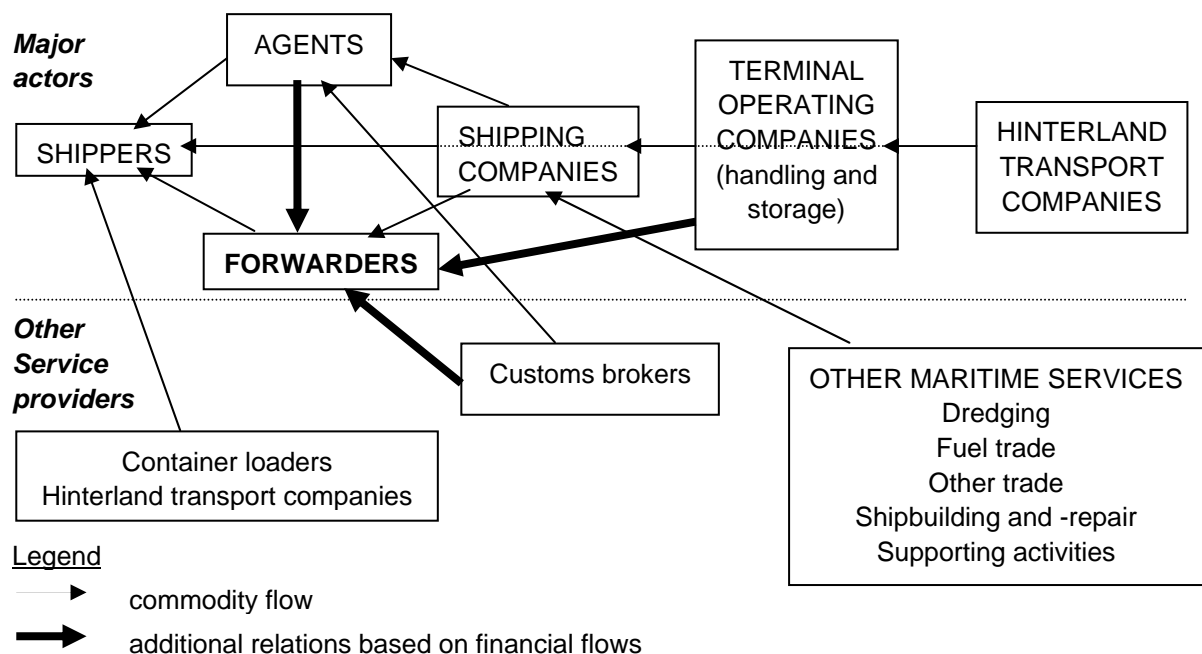 Major
actors
AGENTS
SHIPPERS
SHIPPING
COMPANIES
TERMINAL
OPERATING
COMPANIES
(handling and
storage)
HINTERLAND
TRANSPORT
COMPANIES
FORWARDERS
Other
Service
providers
Customs brokers
Container loaders
Hinterland transport companies
OTHER MARITIME SERVICES
Dredging
Fuel trade
Other trade
Shipbuilding and -repair
Supporting activities
Legend
commodity flow
additional relations based on financial flows